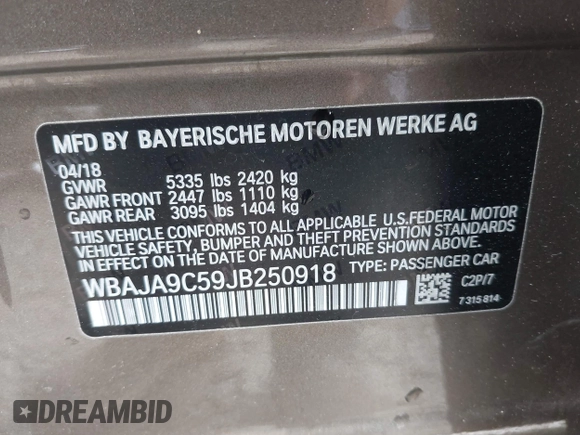 MFD BY BAYERISCHE MOTOREN WERKE AG
04/18
GVWR 5335 lbs 2420 kg
GAWR FRONT 2447 lbs 1110 kg
GAWR REAR 3095 lbs 1404 kg
THIS VEHICLE CONFORMS TO ALL APPLICABLE U.S.FEDERAL MOTOR
VEHICLE SAFETY, BUMPER AND THEFT PREVENTION STANDARDS IN
EFFECT ON THE DATE OF MANUFACTURE SHOWN ABOVE.
WBAJA9C59JB250918 TYPE: PASSENGER CAR
C2P/7
7315814
DREAMBID